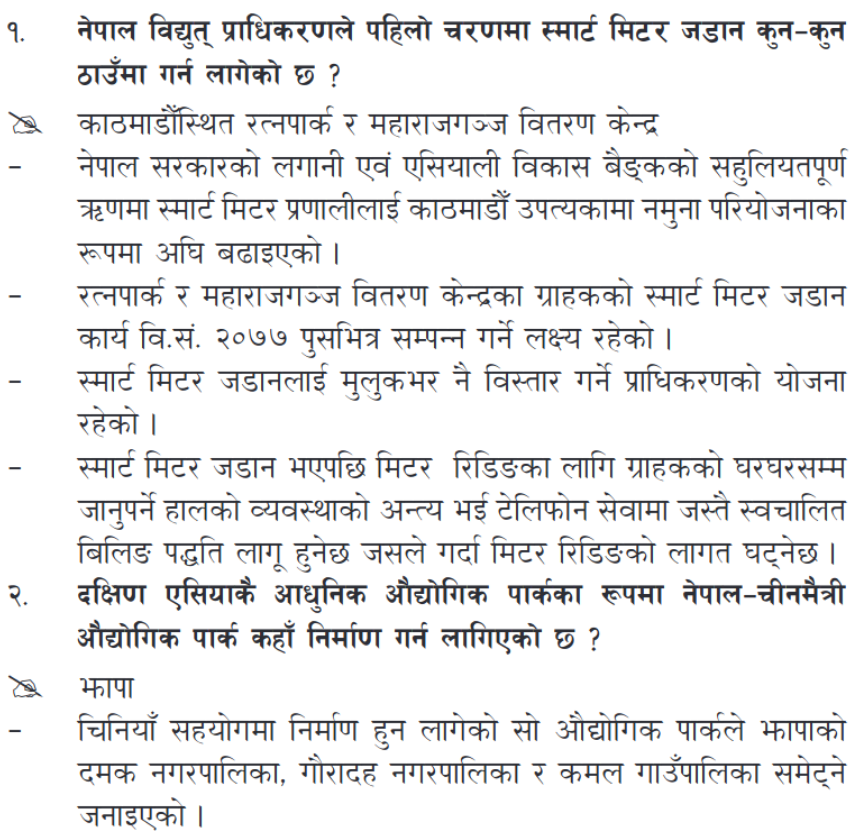 १. नेपाल विद्युत् प्राधिकरणले पहिलो चरणमा स्मार्ट मिटर जडान कुन-कुन
ठाउँमा गर्न लागेको छ ?
काठमाडौँस्थित रत्नपार्क र महाराजगञ्ज वितरण केन्द्र
– नेपाल सरकारको लगानी एवं एसियाली विकास बैङ्कको सहुलियतपूर्ण
ऋणमा स्मार्ट मिटर प्रणालीलाई काठमाडौँ उपत्यकामा नमुना परियोजनाका
रूपमा अघि बढाइएको ।
– रत्नपार्क र महाराजगञ्ज वितरण केन्द्रका ग्राहकको स्मार्ट मिटर जडान
कार्य वि.सं. २०७७ पुसभित्र सम्पन्न गर्ने लक्ष्य रहेको ।
– स्मार्ट मिटर जडानलाई मुलुकभर नै विस्तार गर्ने प्राधिकरणको योजना
रहेको ।
– स्मार्ट मिटर जडान भएपछि मिटर रिडिङका लागि ग्राहकको घरघरसम्म
जानुपर्ने हालको व्यवस्थाको अन्त्य भई टेलिफोन सेवामा जस्तै स्वचालित
बिलिङ पद्धति लागू हुनेछ जसले गर्दा मिटर रिडिङको लागत घट्नेछ ।
२. दक्षिण एसियाकै आधुनिक औद्योगिक पार्कका रूपमा नेपाल-चीनमैत्री
औद्योगिक पार्क कहाँ निर्माण गर्न लागिएको छ ?
झापा
– चिनियाँ सहयोगमा निर्माण हुन लागेको सो औद्योगिक पार्कले झापाको
दमक नगरपालिका, गौरादह नगरपालिका र कमल गाउँपालिका समेट्ने
जनाइएको ।